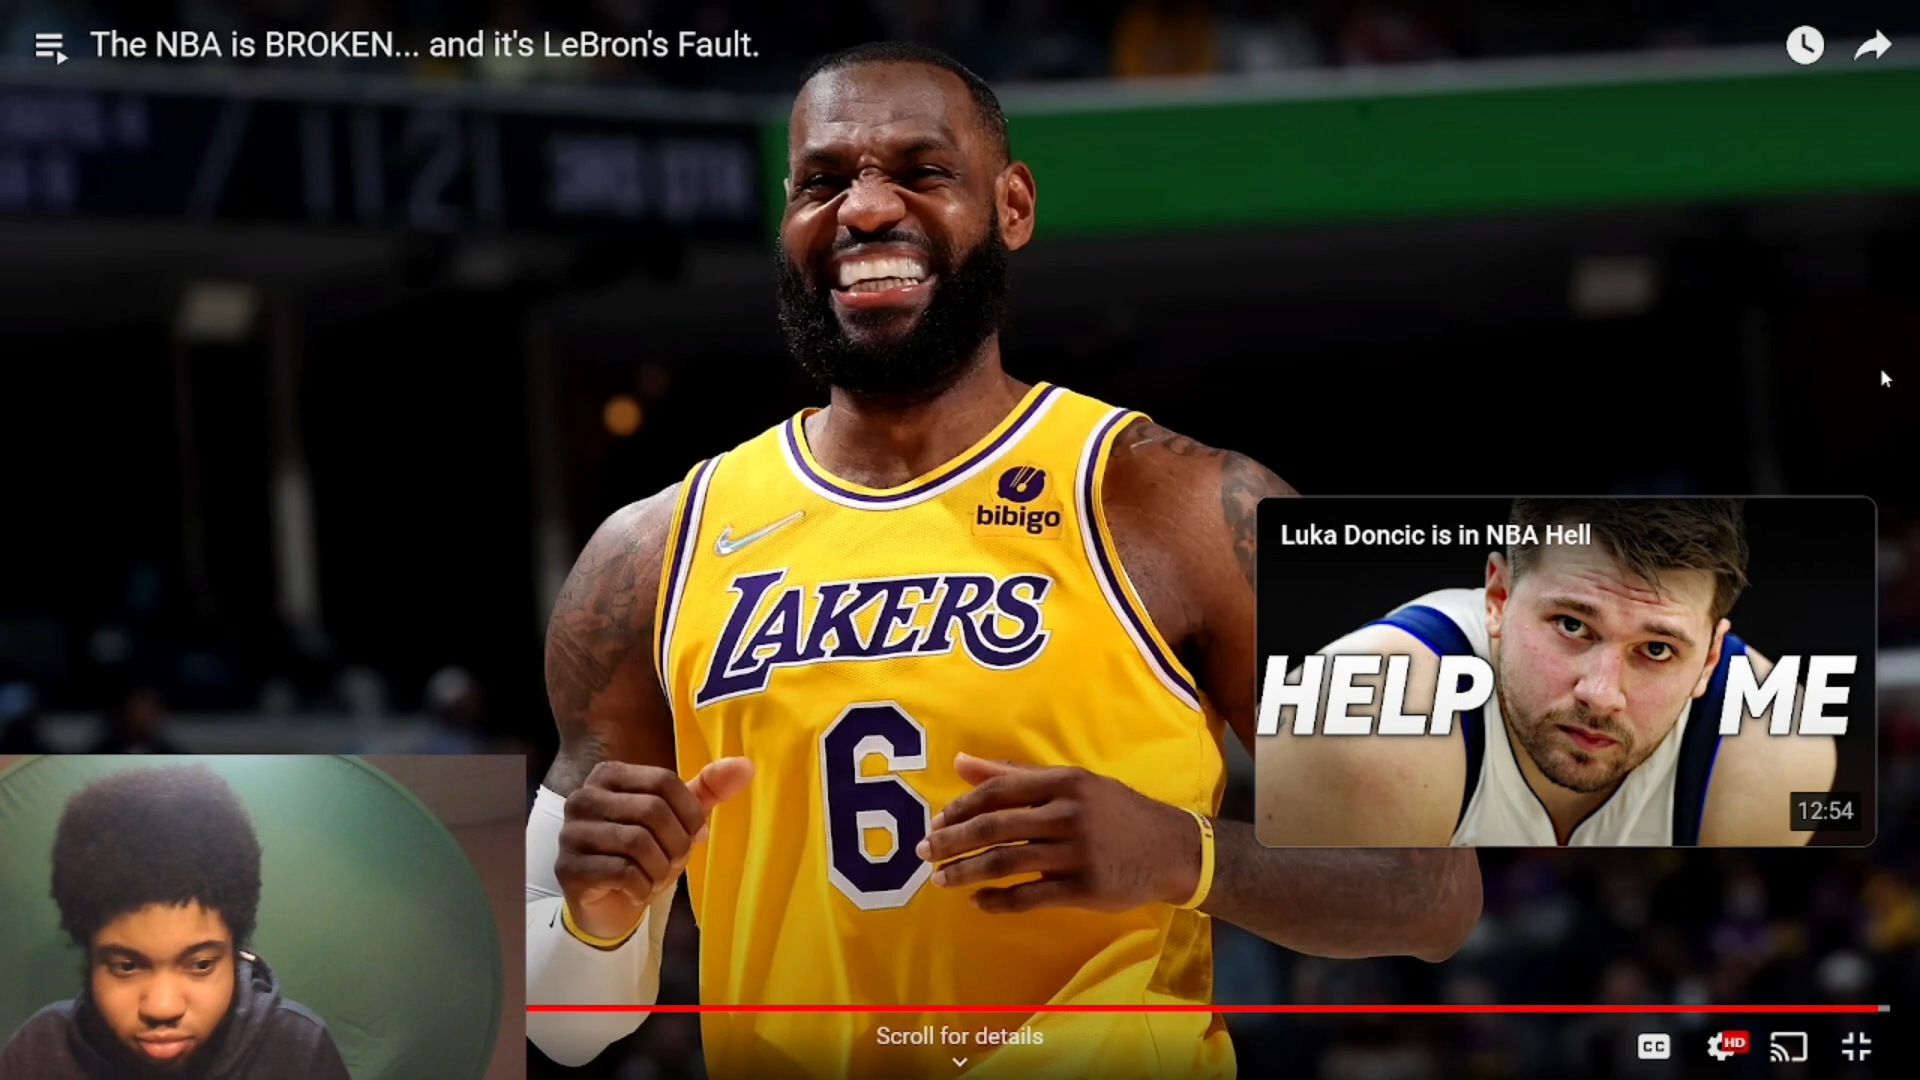 The NBA is BROKEN... and it's LeBron's Fault.
bibigo
LAKERS
6
Luka Doncic is in NBA Hell
HELP ME
12:54
Scroll for details
CC
HD